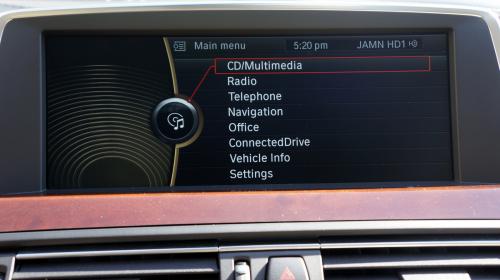 Main menu 5:20 pm JAMN HD1
CD/Multimedia
Radio
Telephone
Navigation
Office
ConnectedDrive
Vehicle Info
Settings